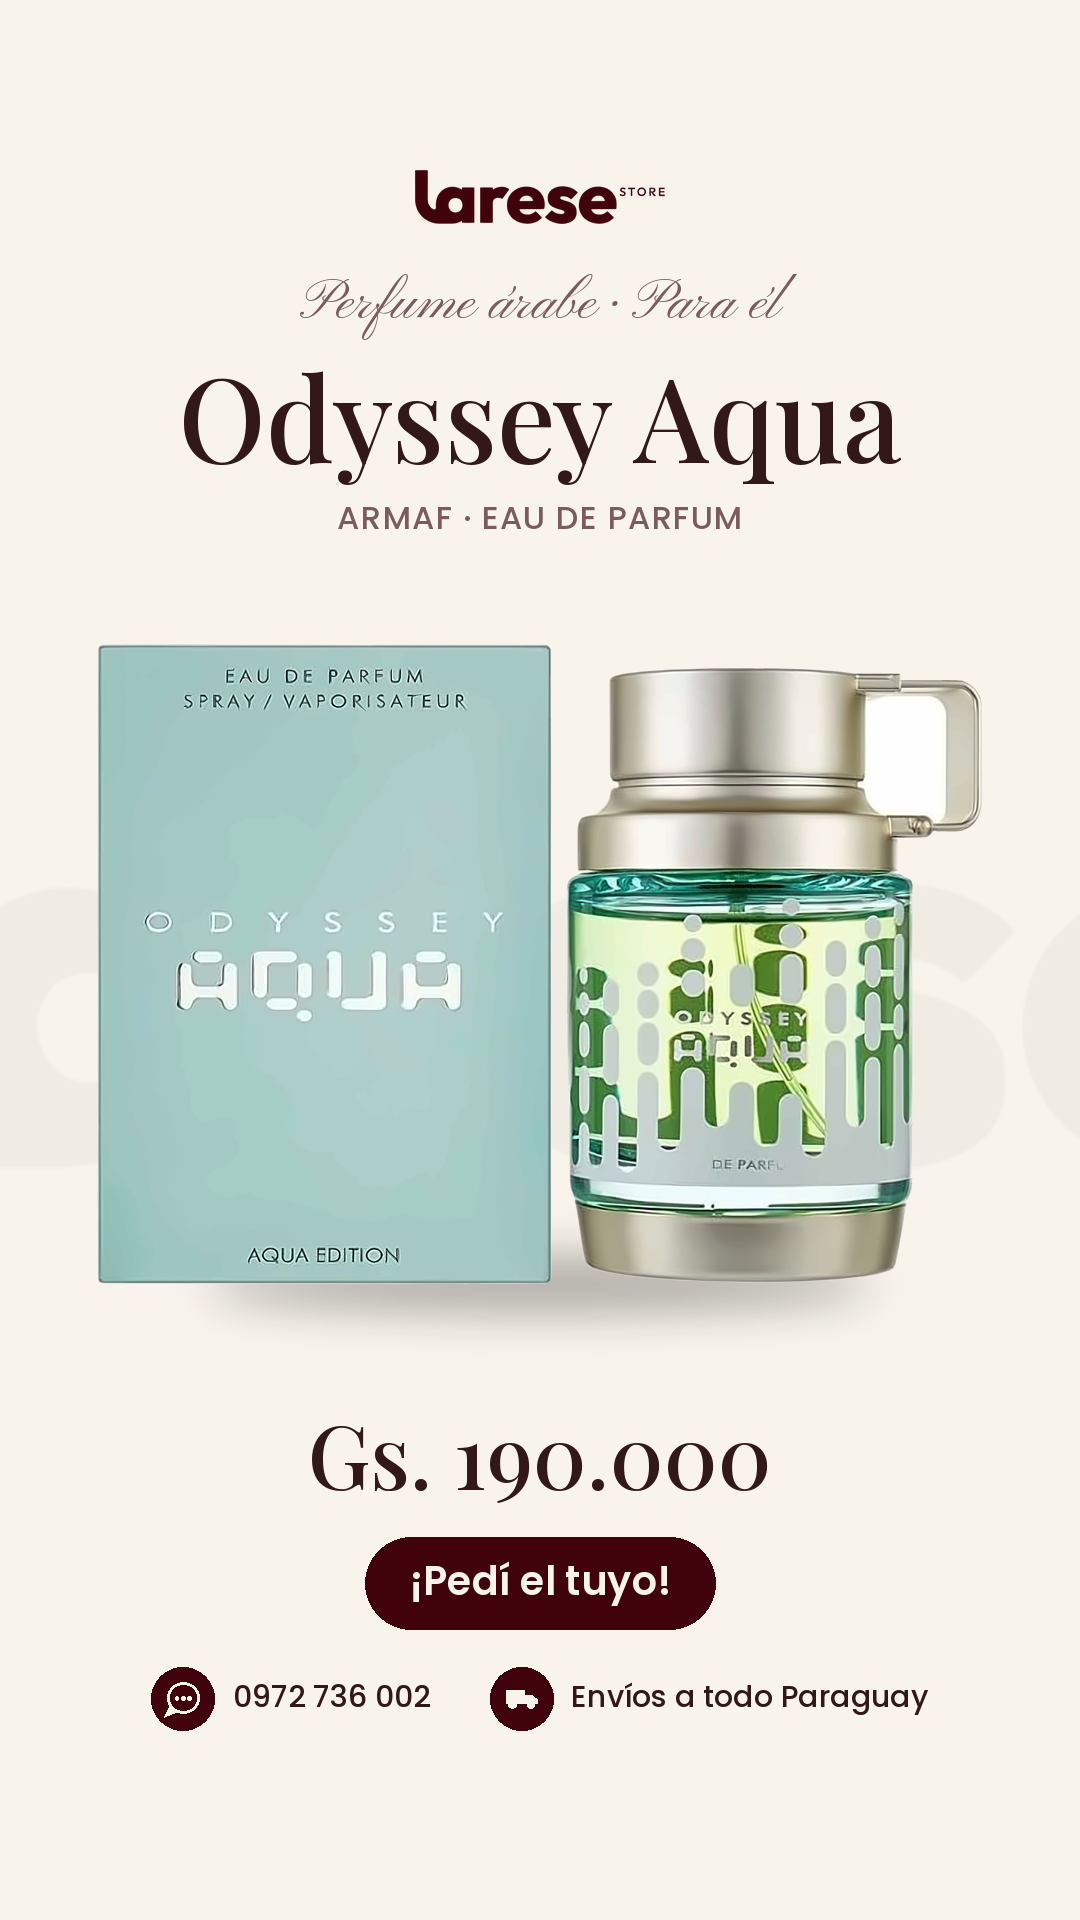 larese STORE
Perfume árabe · Para él
Odyssey Aqua
ARMAF · EAU DE PARFUM
EAU DE PARFUM
SPRAY / VAPORISATEUR
ODYSSEY
AQUA
AQUA EDITION
ODYSSEY
AQUA
DE PARFU
Gs. 190.000
¡Pedí el tuyo!
0972 736 002
Envíos a todo Paraguay